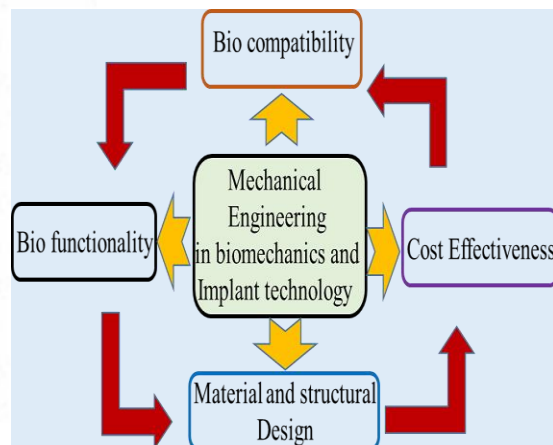 Bio compatibility
Mechanical
Engineering
in biomechanics and
Implant technology
Bio functionality
Cost Effectiveness
Material and structural
Design